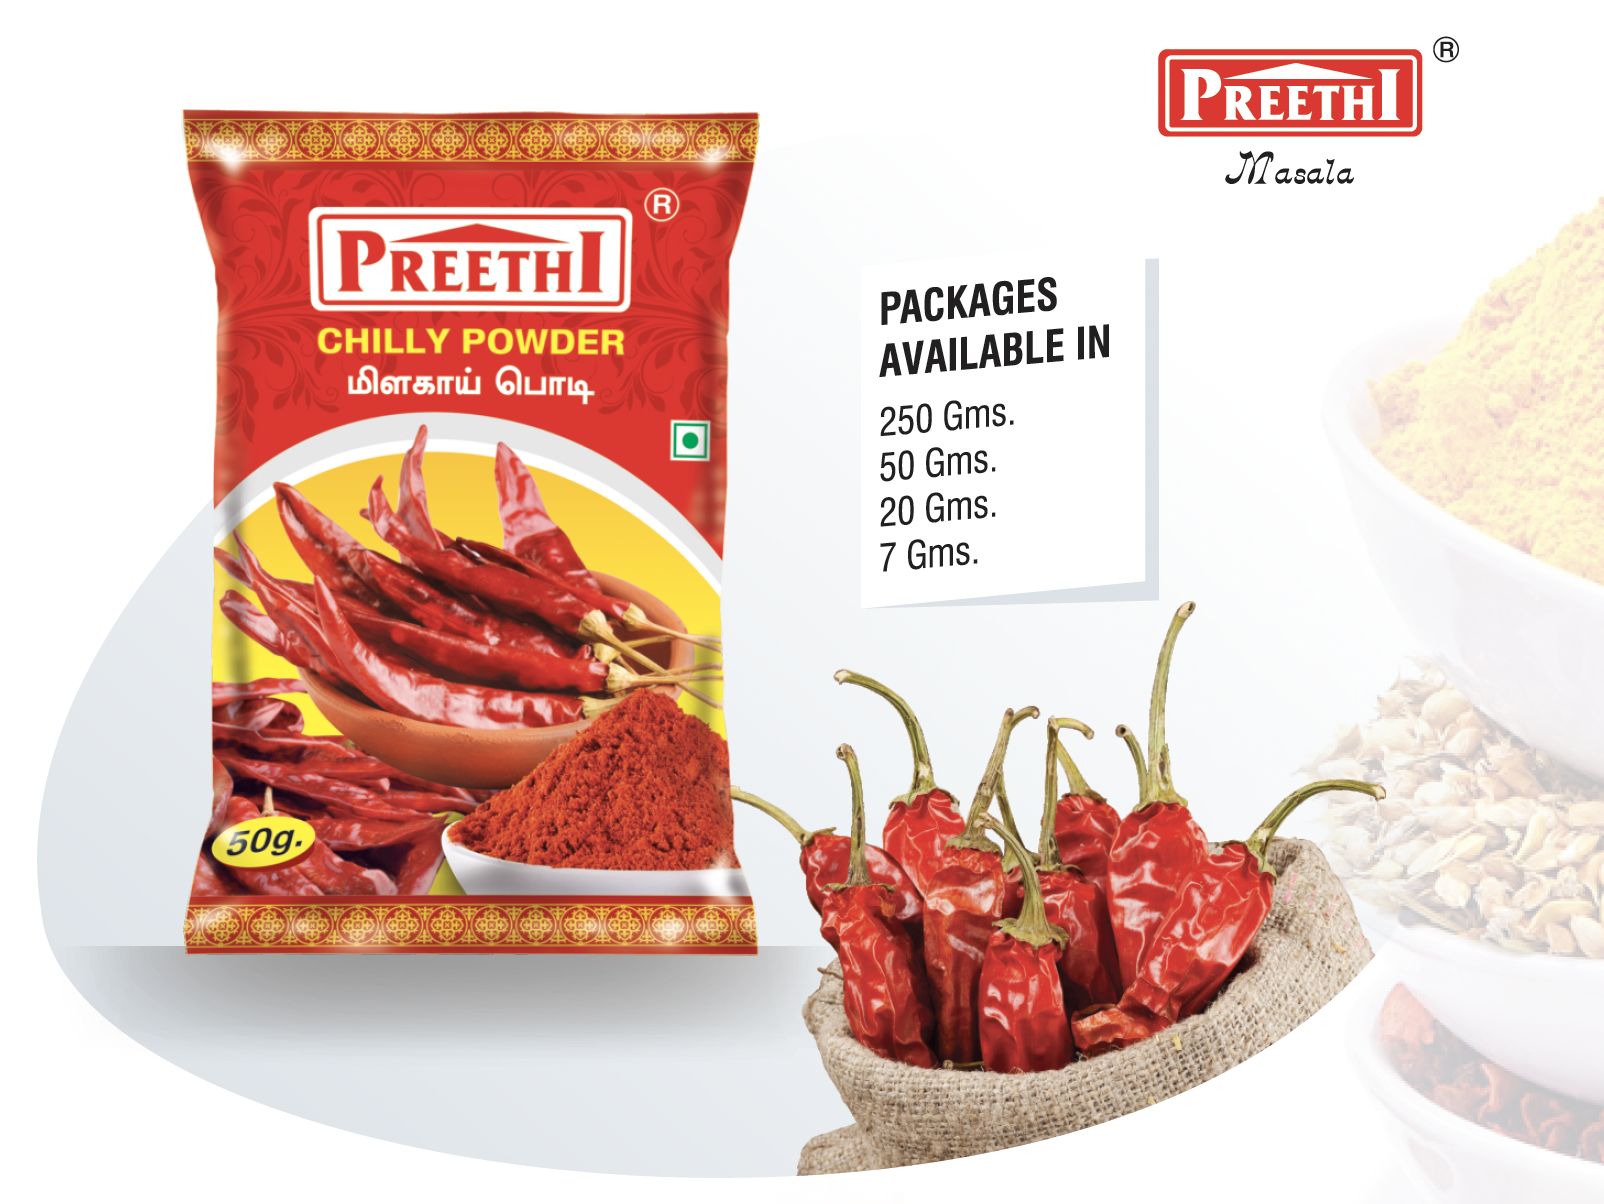 PREETHI ®
CHILLY POWDER
மிளகாய் பொடி
50g.
PREETHI ®
Masala
PACKAGES
AVAILABLE IN
250 Gms.
50 Gms.
20 Gms.
7 Gms.